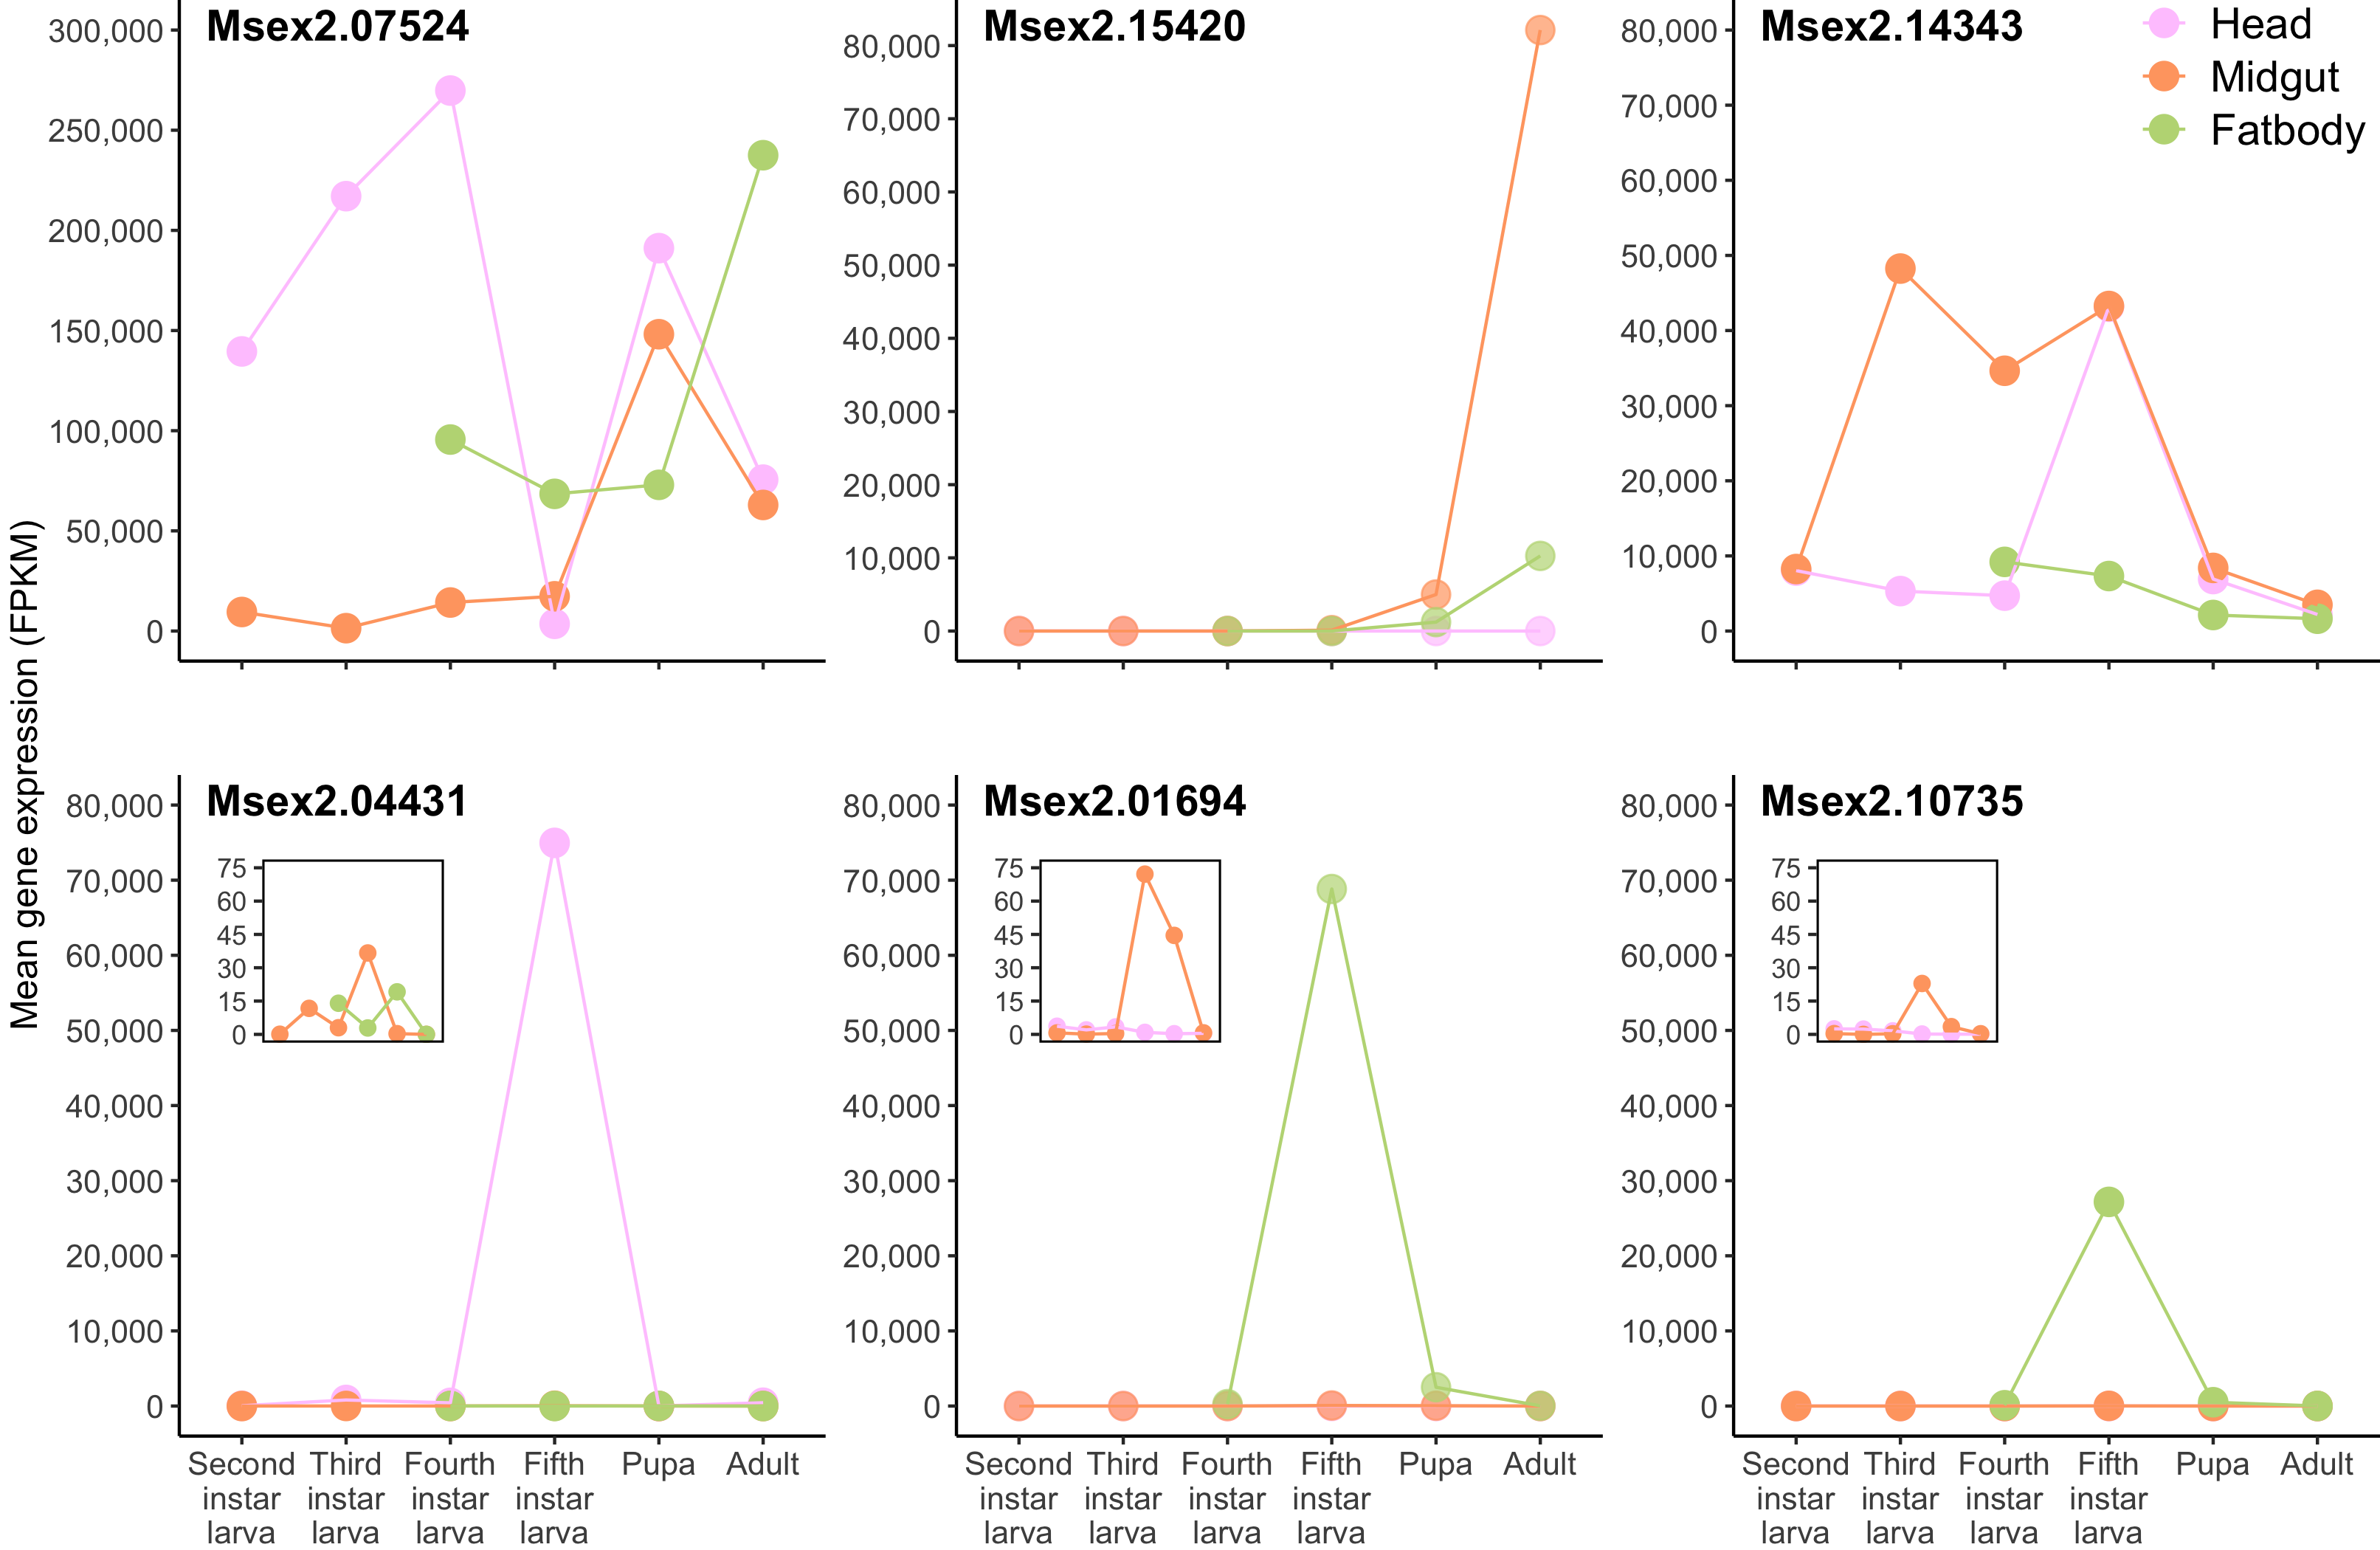 Mean gene expression (FPKM)
Msex2.07524
300,000
250,000
200,000
150,000
100,000
50,000
0
Msex2.15420
80,000
70,000
60,000
50,000
40,000
30,000
20,000
10,000
0
Msex2.14343
80,000
70,000
60,000
50,000
40,000
30,000
20,000
10,000
0
Head
Midgut
Fatbody
Msex2.04431
80,000
70,000
60,000
50,000
40,000
30,000
20,000
10,000
0
75
60
45
30
15
0
Second instar larva
Third instar larva
Fourth instar larva
Fifth instar larva
Pupa
Adult
Msex2.01694
80,000
70,000
60,000
50,000
40,000
30,000
20,000
10,000
0
75
60
45
30
15
0
Second instar larva
Third instar larva
Fourth instar larva
Fifth instar larva
Pupa
Adult
Msex2.10735
80,000
70,000
60,000
50,000
40,000
30,000
20,000
10,000
0
75
60
45
30
15
0
Second instar larva
Third instar larva
Fourth instar larva
Fifth instar larva
Pupa
Adult